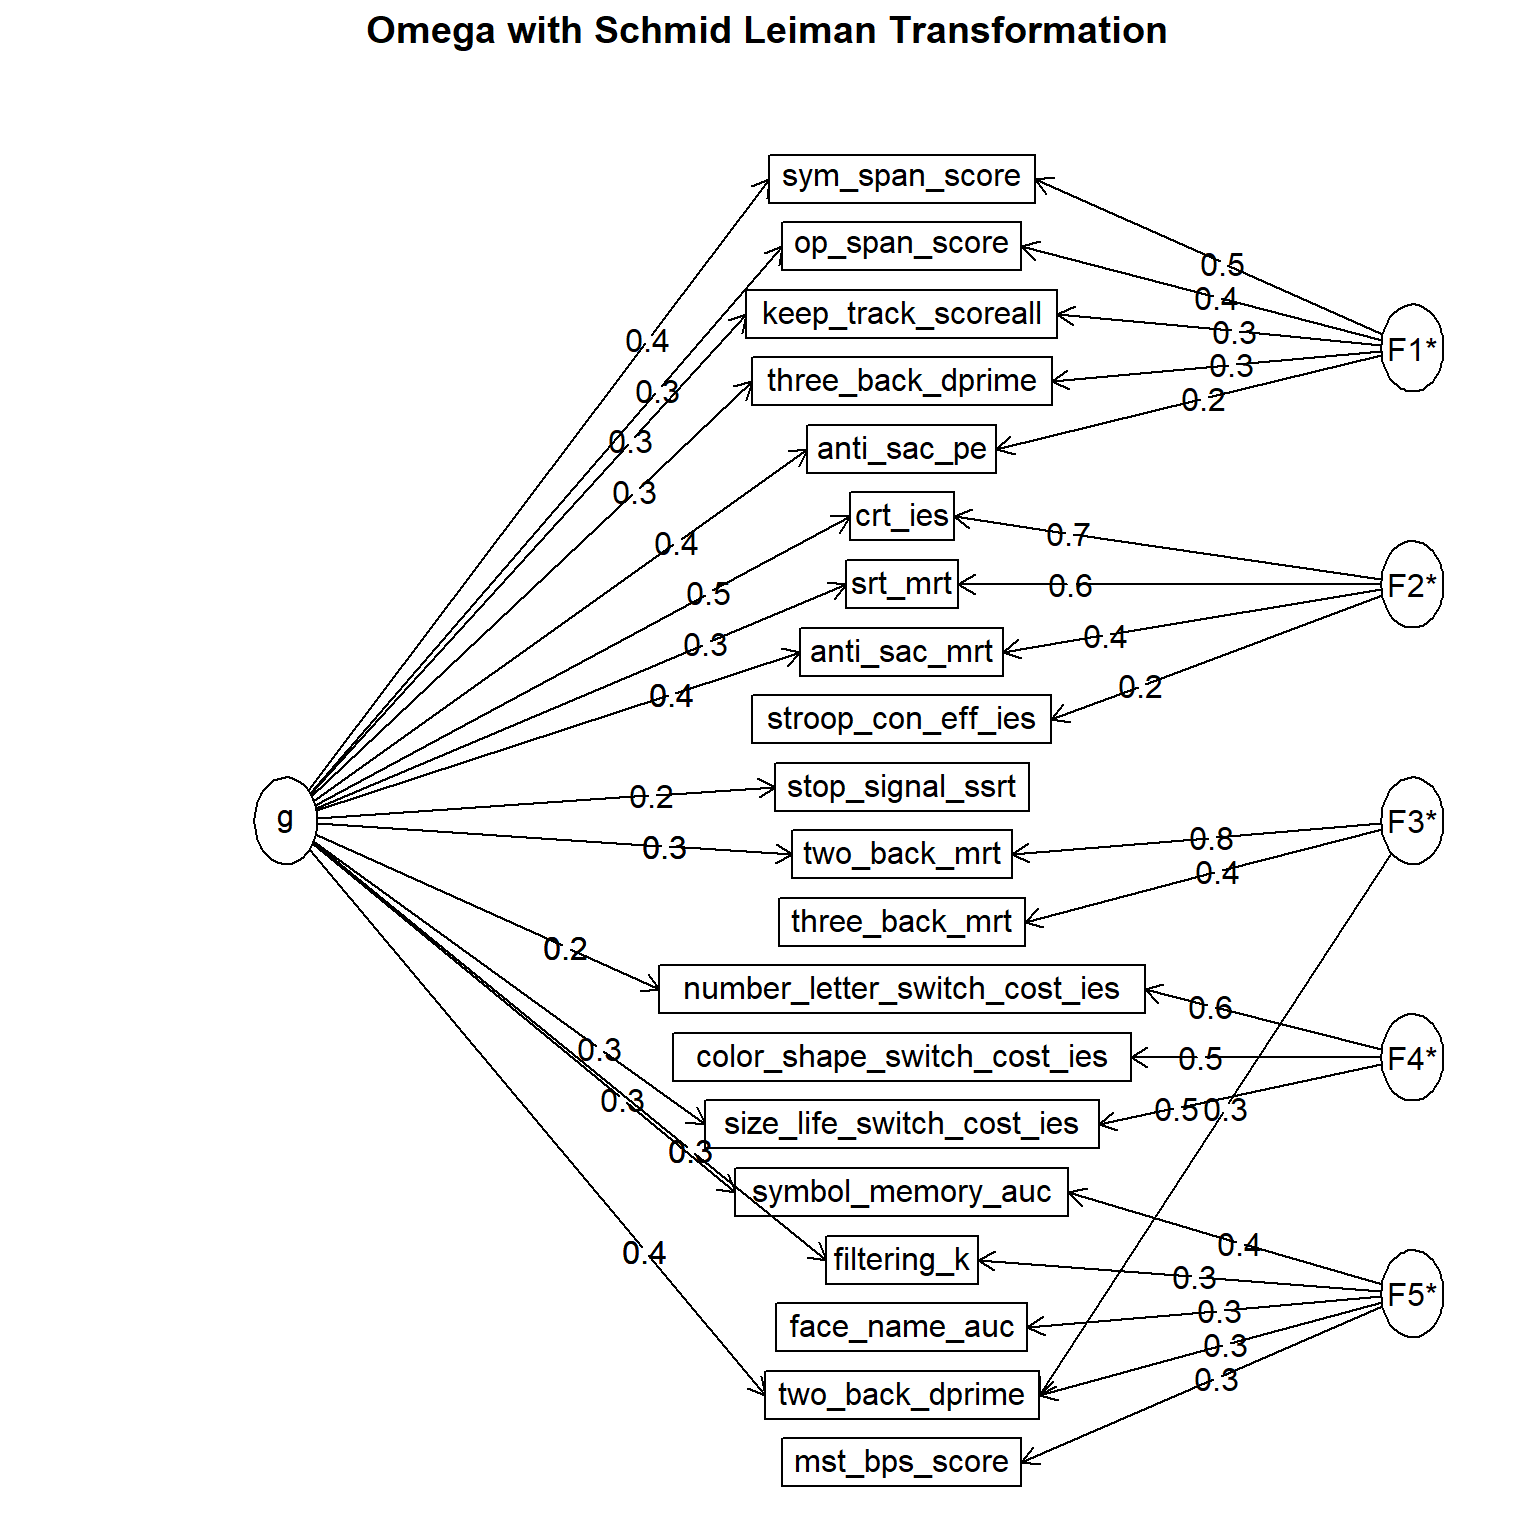 Omega with Schmid Leiman Transformation
sym_span_score
op_span_score
keep_track_scoreall
three_back_dprime
anti_sac_pe
crt_ies
srt_mrt
anti_sac_mrt
stroop_con_eff_ies
stop_signal_ssrt
two_back_mrt
three_back_mrt
number_letter_switch_cost_ies
color_shape_switch_cost_ies
size_life_switch_cost_ies
symbol_memory_auc
filtering_k
face_name_auc
two_back_dprime
mst_bps_score
g
0.4
0.3
0.3
0.3
0.4
0.5
0.3
0.4
0.2
0.3
0.2
0.3
0.3
0.3
0.4
F1*
0.5
0.4
0.3
0.3
0.2
F2*
0.7
0.6
0.4
0.2
F3*
0.8
0.4
0.3
F4*
0.6
0.5
0.5
F5*
0.4
0.3
0.3
0.3
0.3